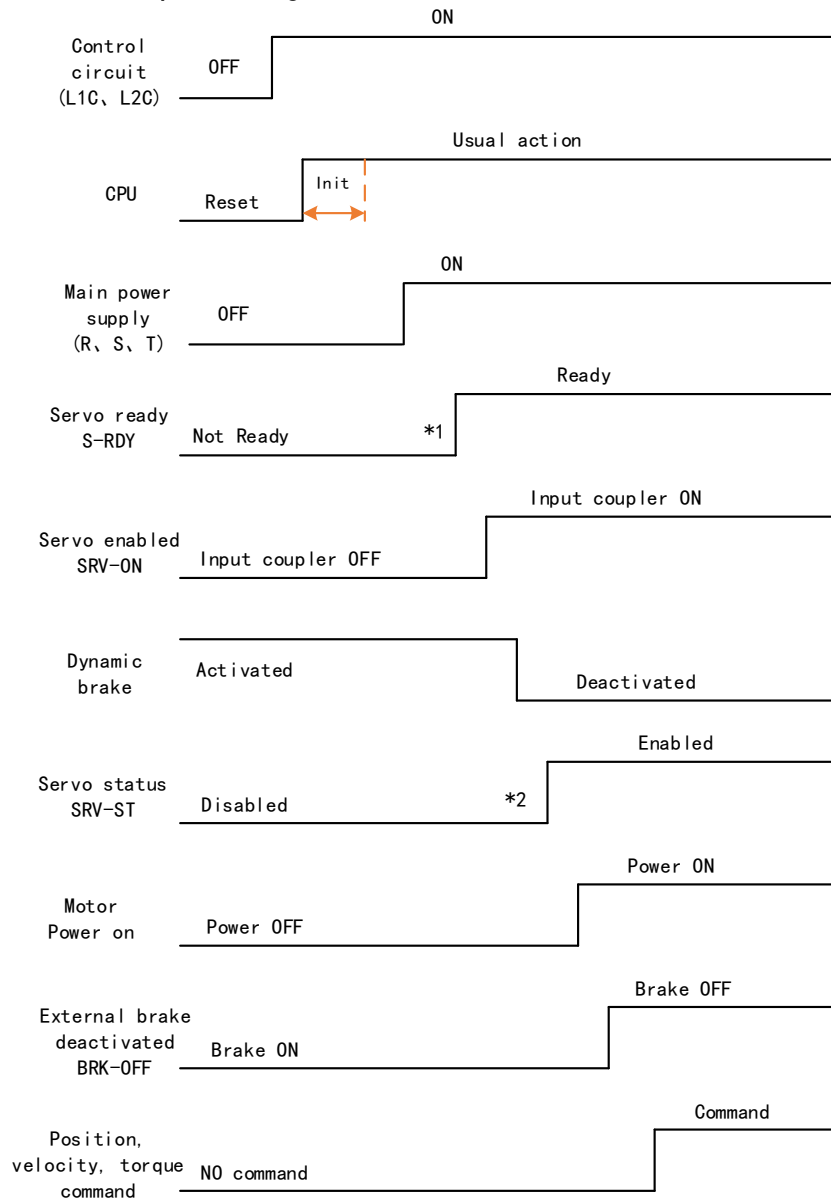 ON
Control
circuit
(L1C、L2C)
OFF
Usual action
CPU
Reset
Init
ON
Main power
supply
(R、S、T)
OFF
Ready
Servo ready
S-RDY
Not Ready
*1
Input coupler ON
Servo enabled
SRV-ON
Input coupler OFF
Dynamic
brake
Activated
Deactivated
Enabled
Servo status
SRV-ST
Disabled
*2
Power ON
Motor
Power on
Power OFF
Brake OFF
External brake
deactivated
BRK-OFF
Brake ON
Command
Position,
velocity, torque
command
NO command